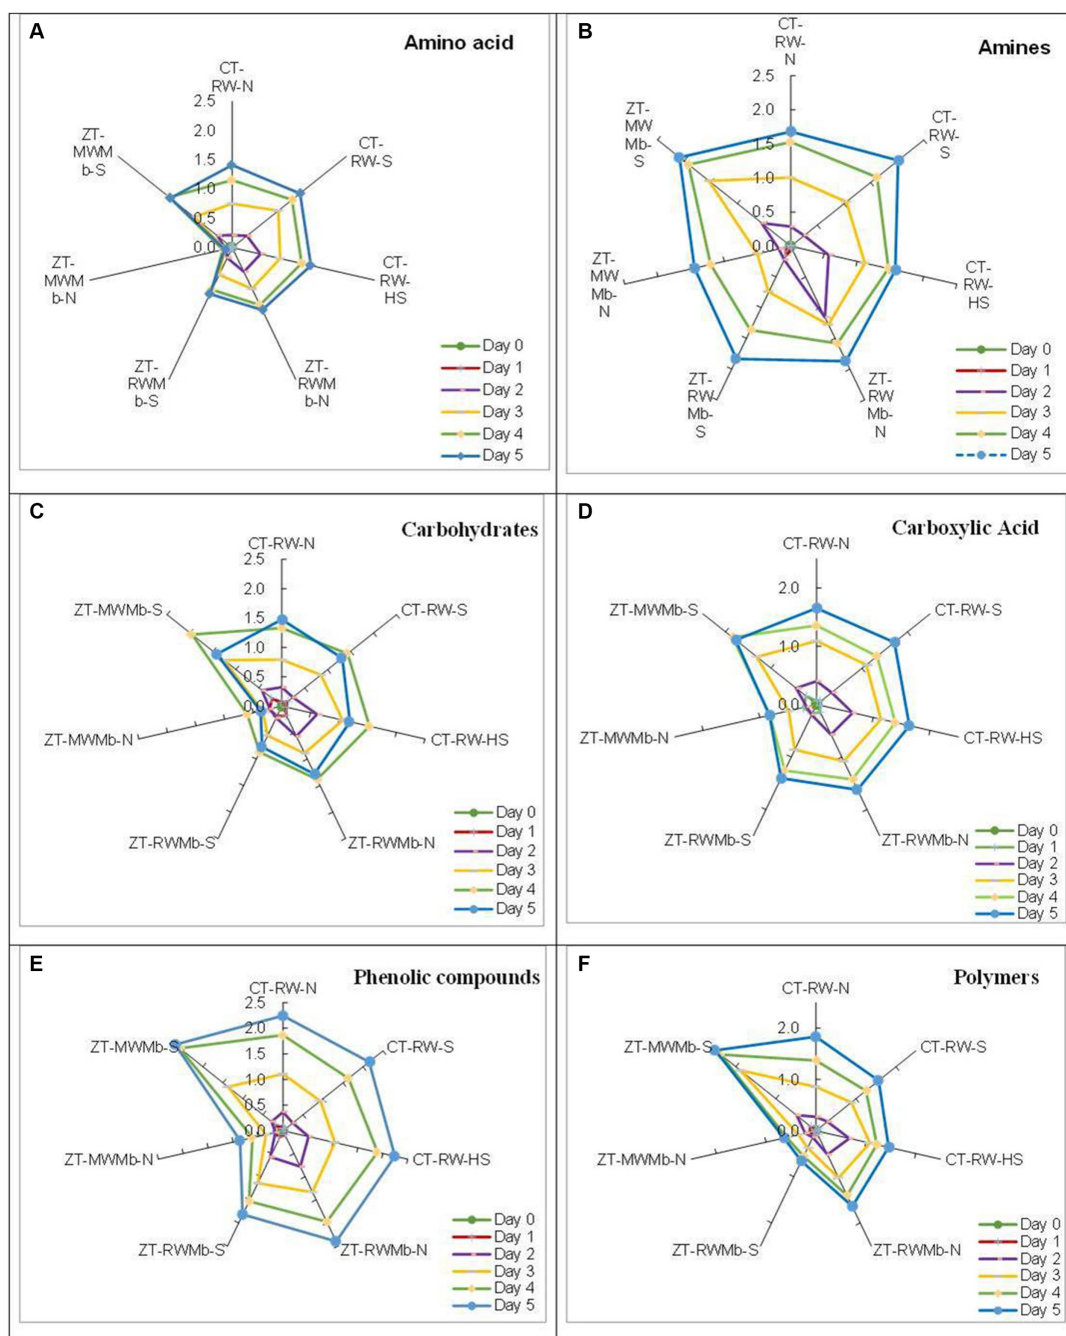 A
Amino acid
CT-
RW-N
2.5
2.0
1.5
1.0
0.5
0.0
CT-
RW-S
CT-
RW-
HS
ZT-
RWM
b-N
ZT-
RWM
b-S
ZT-
MWM
b-N
ZT-
MWM
b-S
Day 0
Day 1
Day 2
Day 3
Day 4
Day 5
B
Amines
CT-
RW-
N
2.5
2.0
1.5
1.0
0.5
0.0
CT-
RW-
S
CT-
RW-
HS
ZT-
RW
Mb-
N
ZT-
RW
Mb-
S
ZT-
MW
Mb-
N
ZT-
MW
Mb-
S
Day 0
Day 1
Day 2
Day 3
Day 4
Day 5
C
Carbohydrates
CT-RW-N
2.5
2.0
1.5
1.0
0.5
0.0
CT-RW-S
CT-RW-HS
ZT-RWMb-N
ZT-RWMb-S
ZT-MWMb-N
ZT-MWMb-S
Day 0
Day 1
Day 2
Day 3
Day 4
Day 5
D
Carboxylic Acid
CT-RW-N
2.0
1.0
0.0
CT-RW-S
CT-RW-HS
ZT-RWMb-N
ZT-RWMb-S
ZT-MWMb-N
ZT-MWMb-S
Day 0
Day 1
Day 2
Day 3
Day 4
Day 5
E
Phenolic compounds
CT-RW-N
2.5
2.0
1.5
1.0
0.5
0.0
CT-RW-S
CT-RW-HS
ZT-RWMb-N
ZT-RWMb-S
ZT-MWMb-N
ZT-MWMb-S
Day 0
Day 1
Day 2
Day 3
Day 4
Day 5
F
Polymers
CT-RW-N
2.0
1.0
0.0
CT-RW-S
CT-RW-HS
ZT-RWMb-N
ZT-RWMb-S
ZT-MWMb-N
ZT-MWMb-S
Day 0
Day 1
Day 2
Day 3
Day 4
Day 5